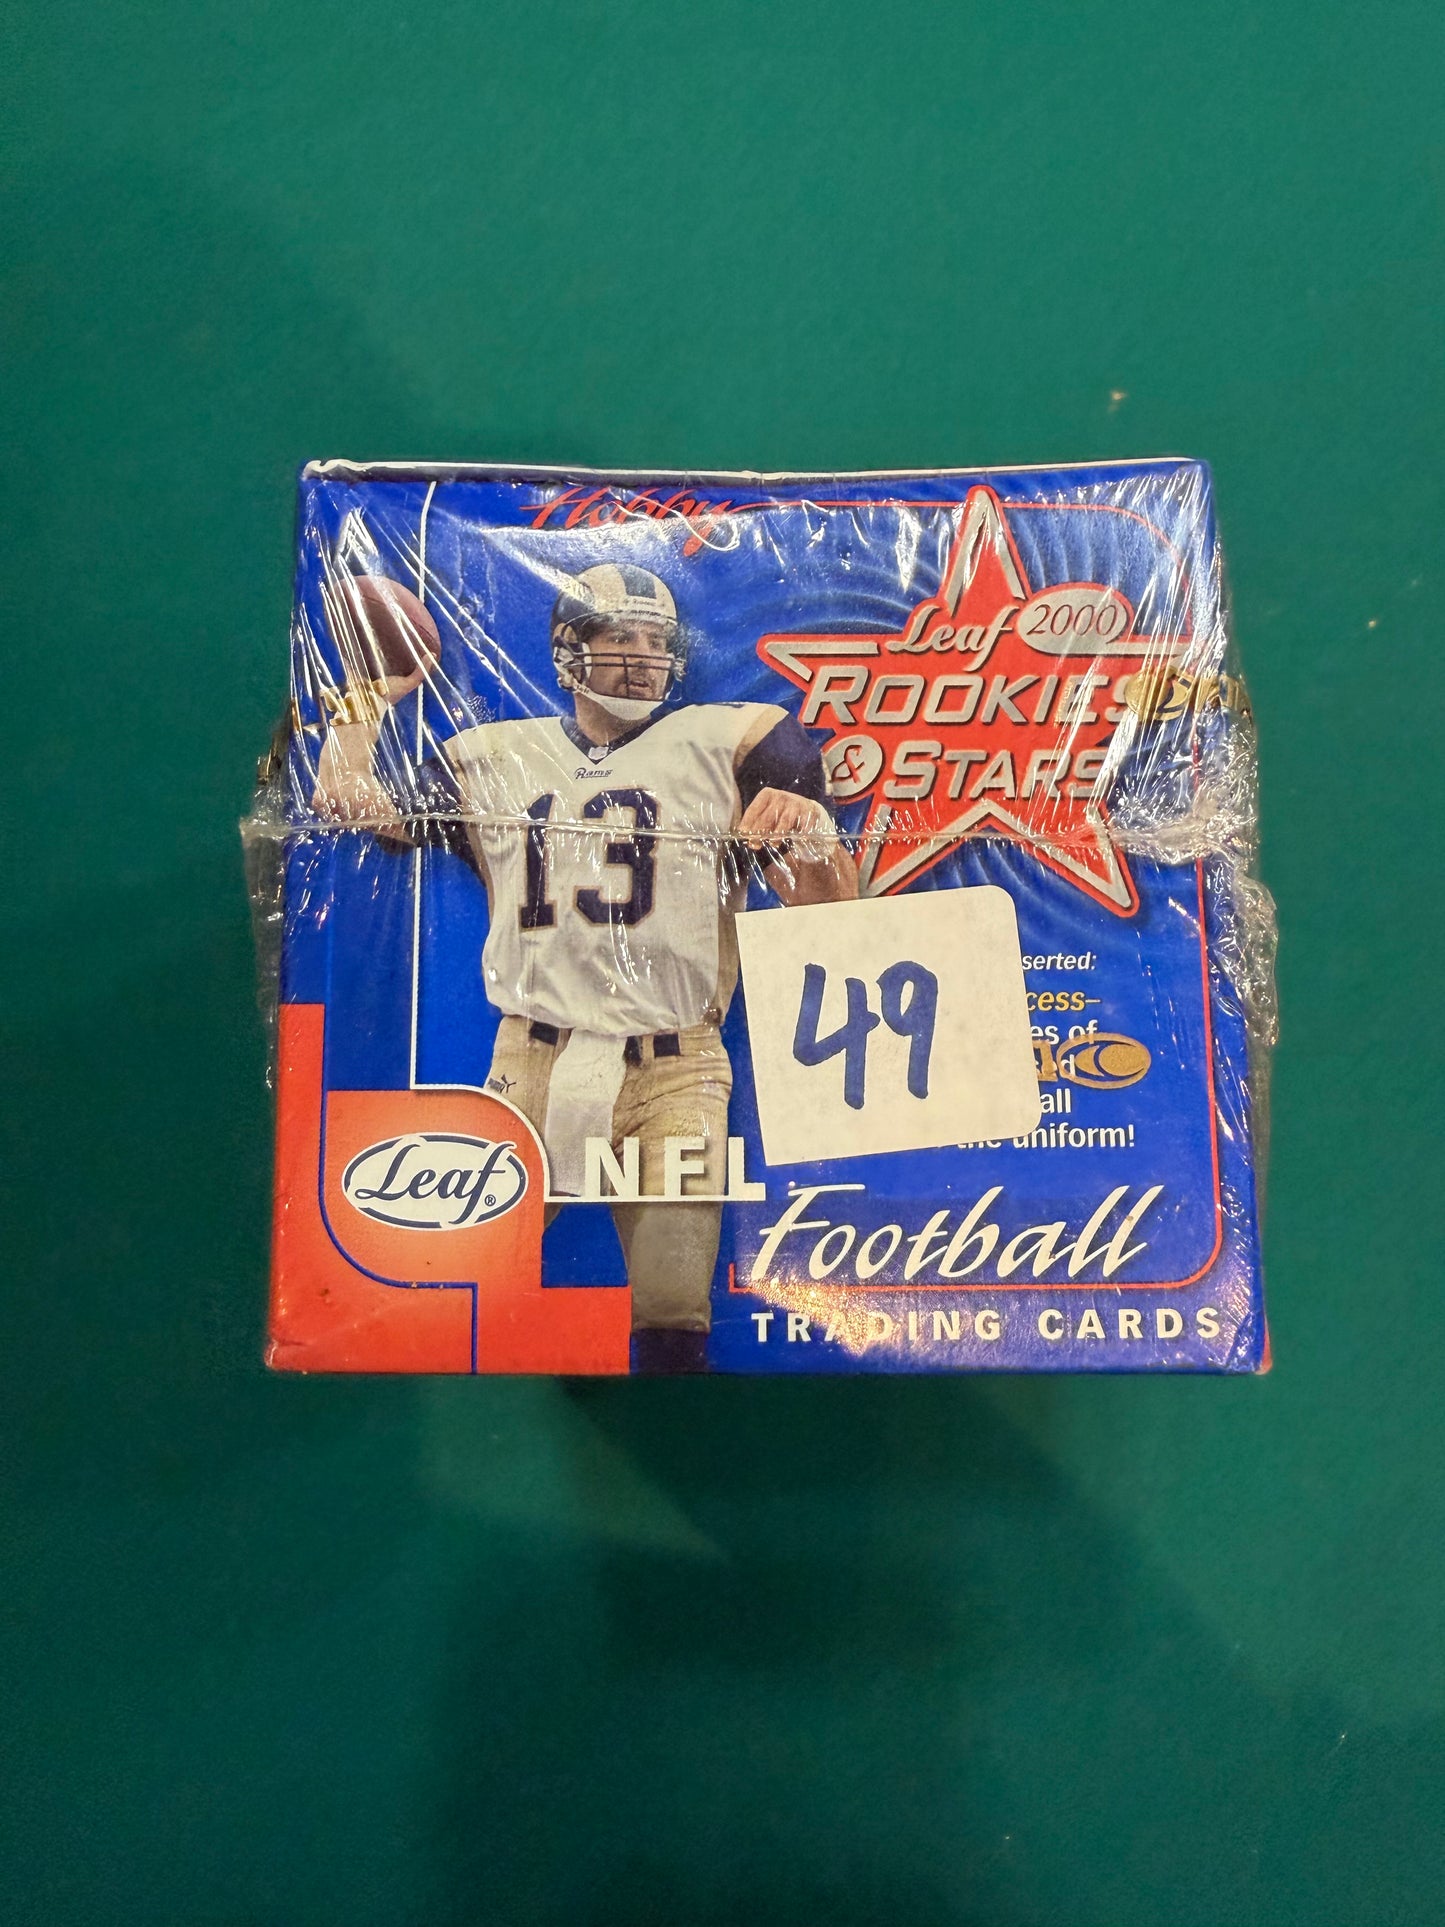 Hobby
Leaf 2000
ROOKIES
& STARS
Rams
13
49
serted:
cess–
es of
d
all
the uniform!
Leaf®
NFL
Football
TRADING CARDS